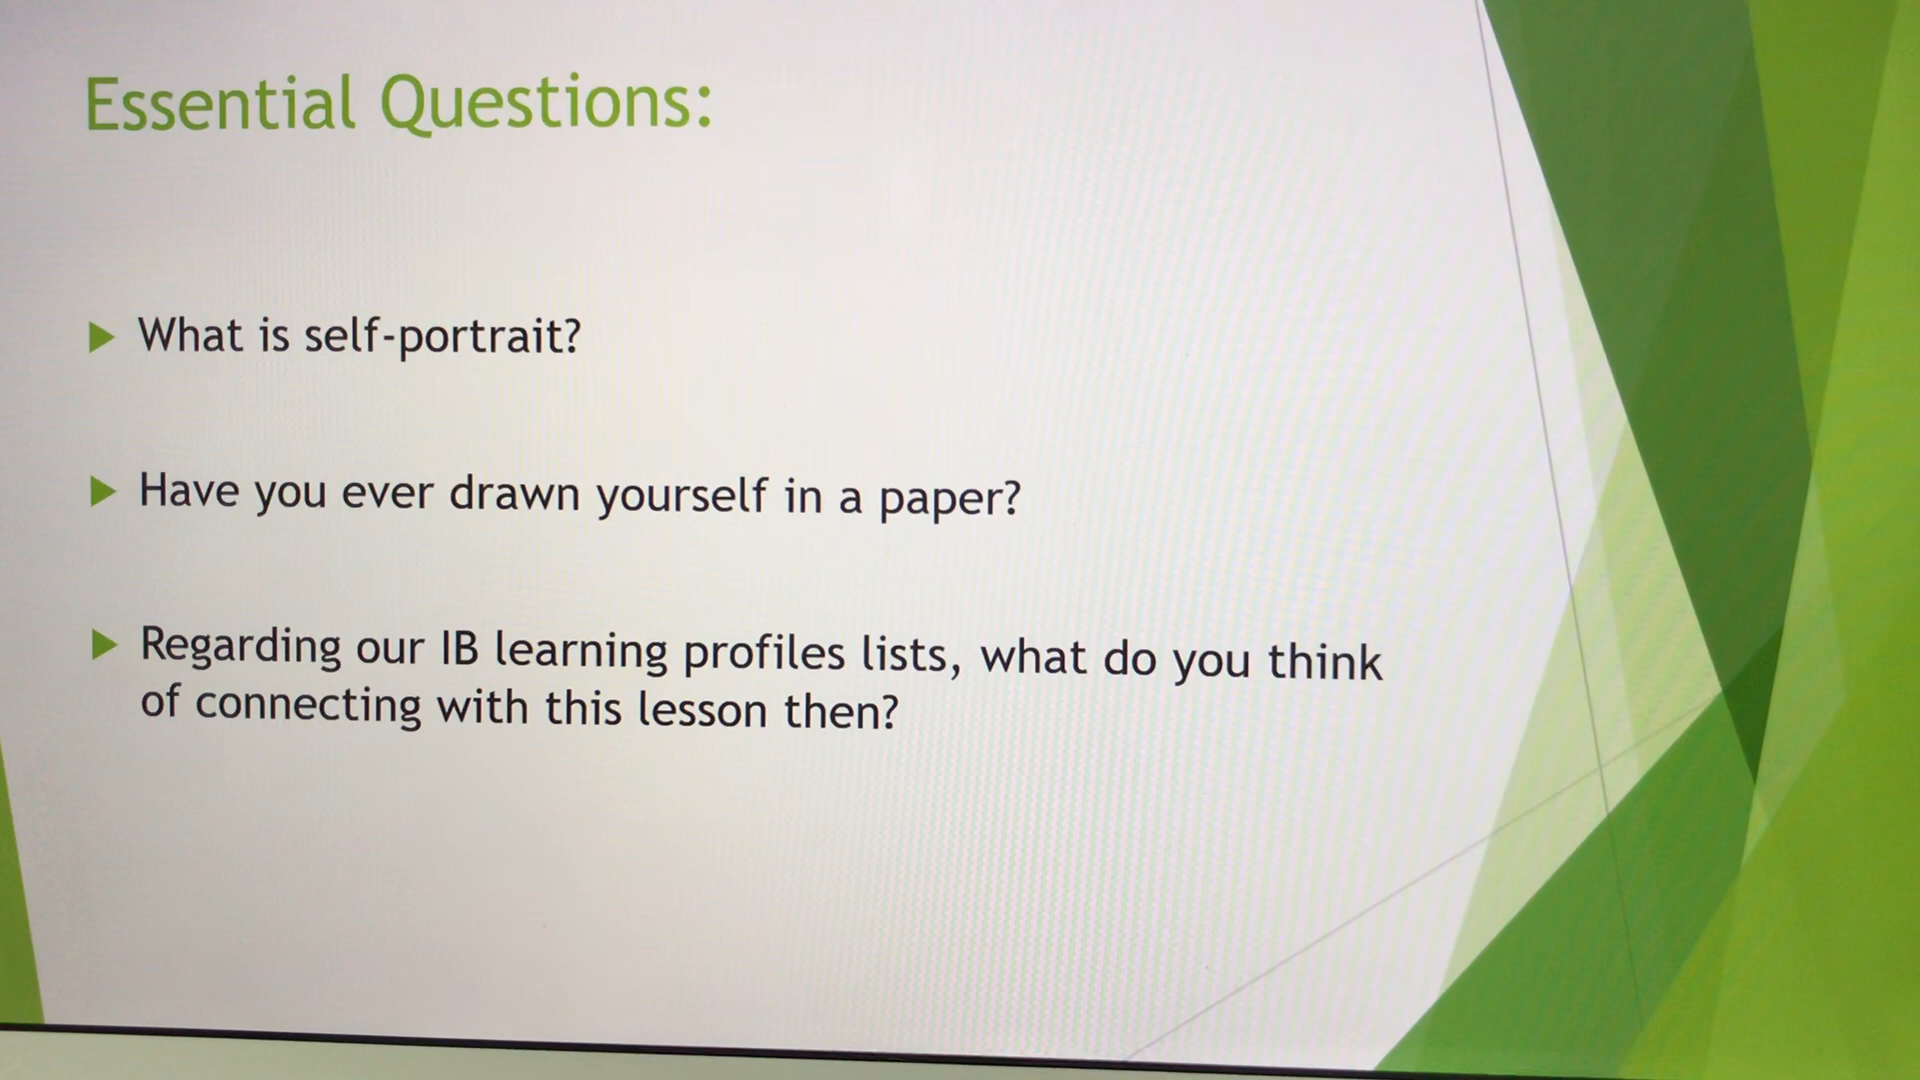 Essential Questions:
What is self-portrait?
Have you ever drawn yourself in a paper?
Regarding our IB learning profiles lists, what do you think
of connecting with this lesson then?